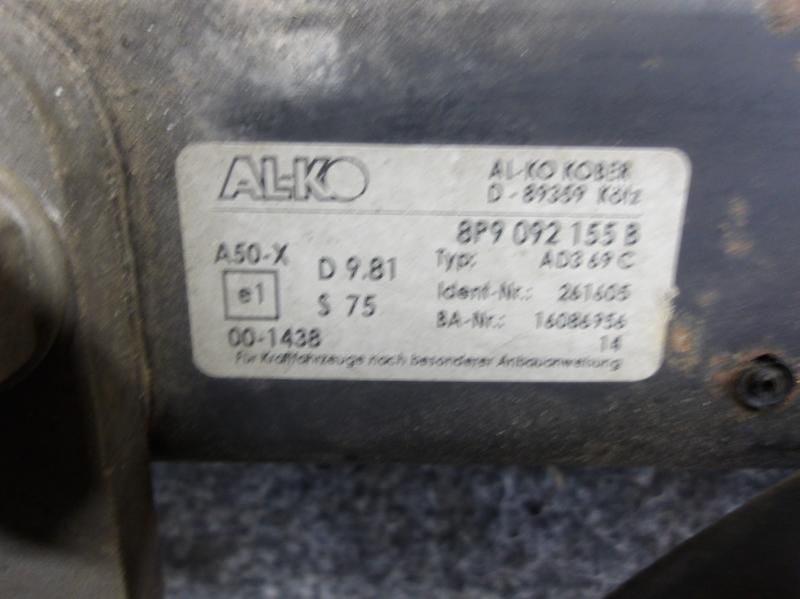 AL-KO
AL-KO KOBER
D - 89359 Kötz
8P9 092 155 B
A50-X
D 9.81
Typ: AD3 69 C
e1
S 75
Ident-Nr.: 261605
BA-Nr.: 16086956
00-1438
14
Für Kraftfahrzeuge nach besonderer Anbauanweisung